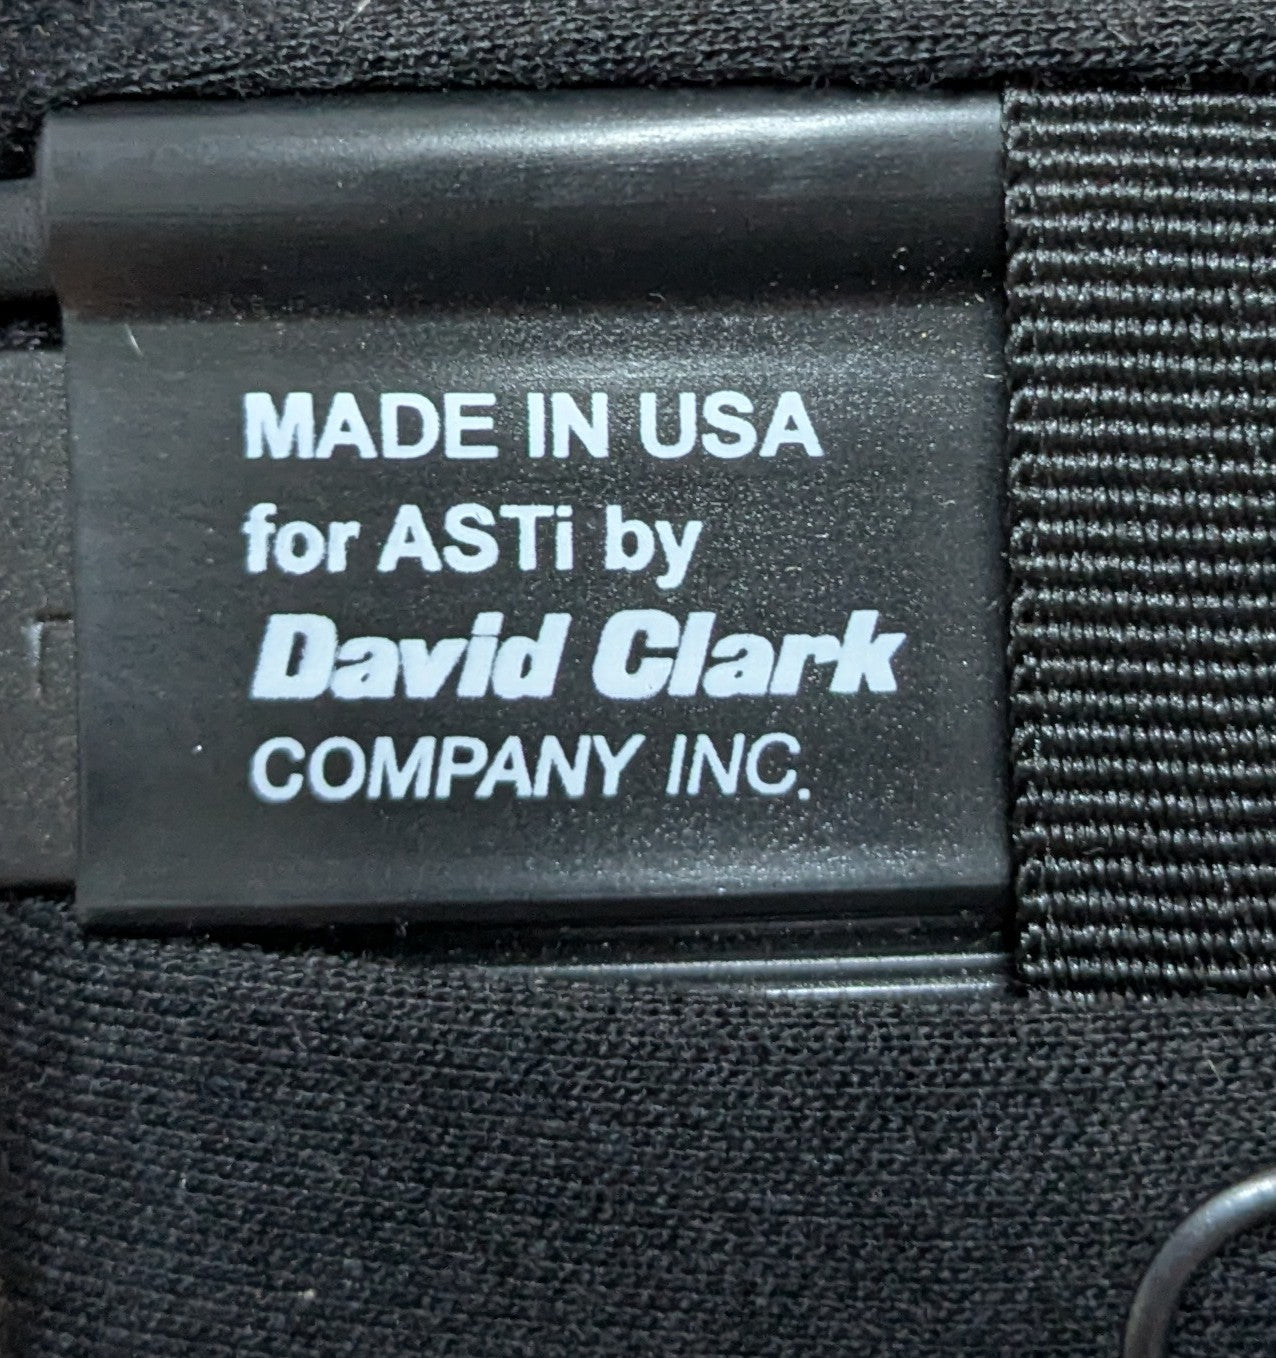 MADE IN USA
for ASTi by
David Clark
COMPANY INC.